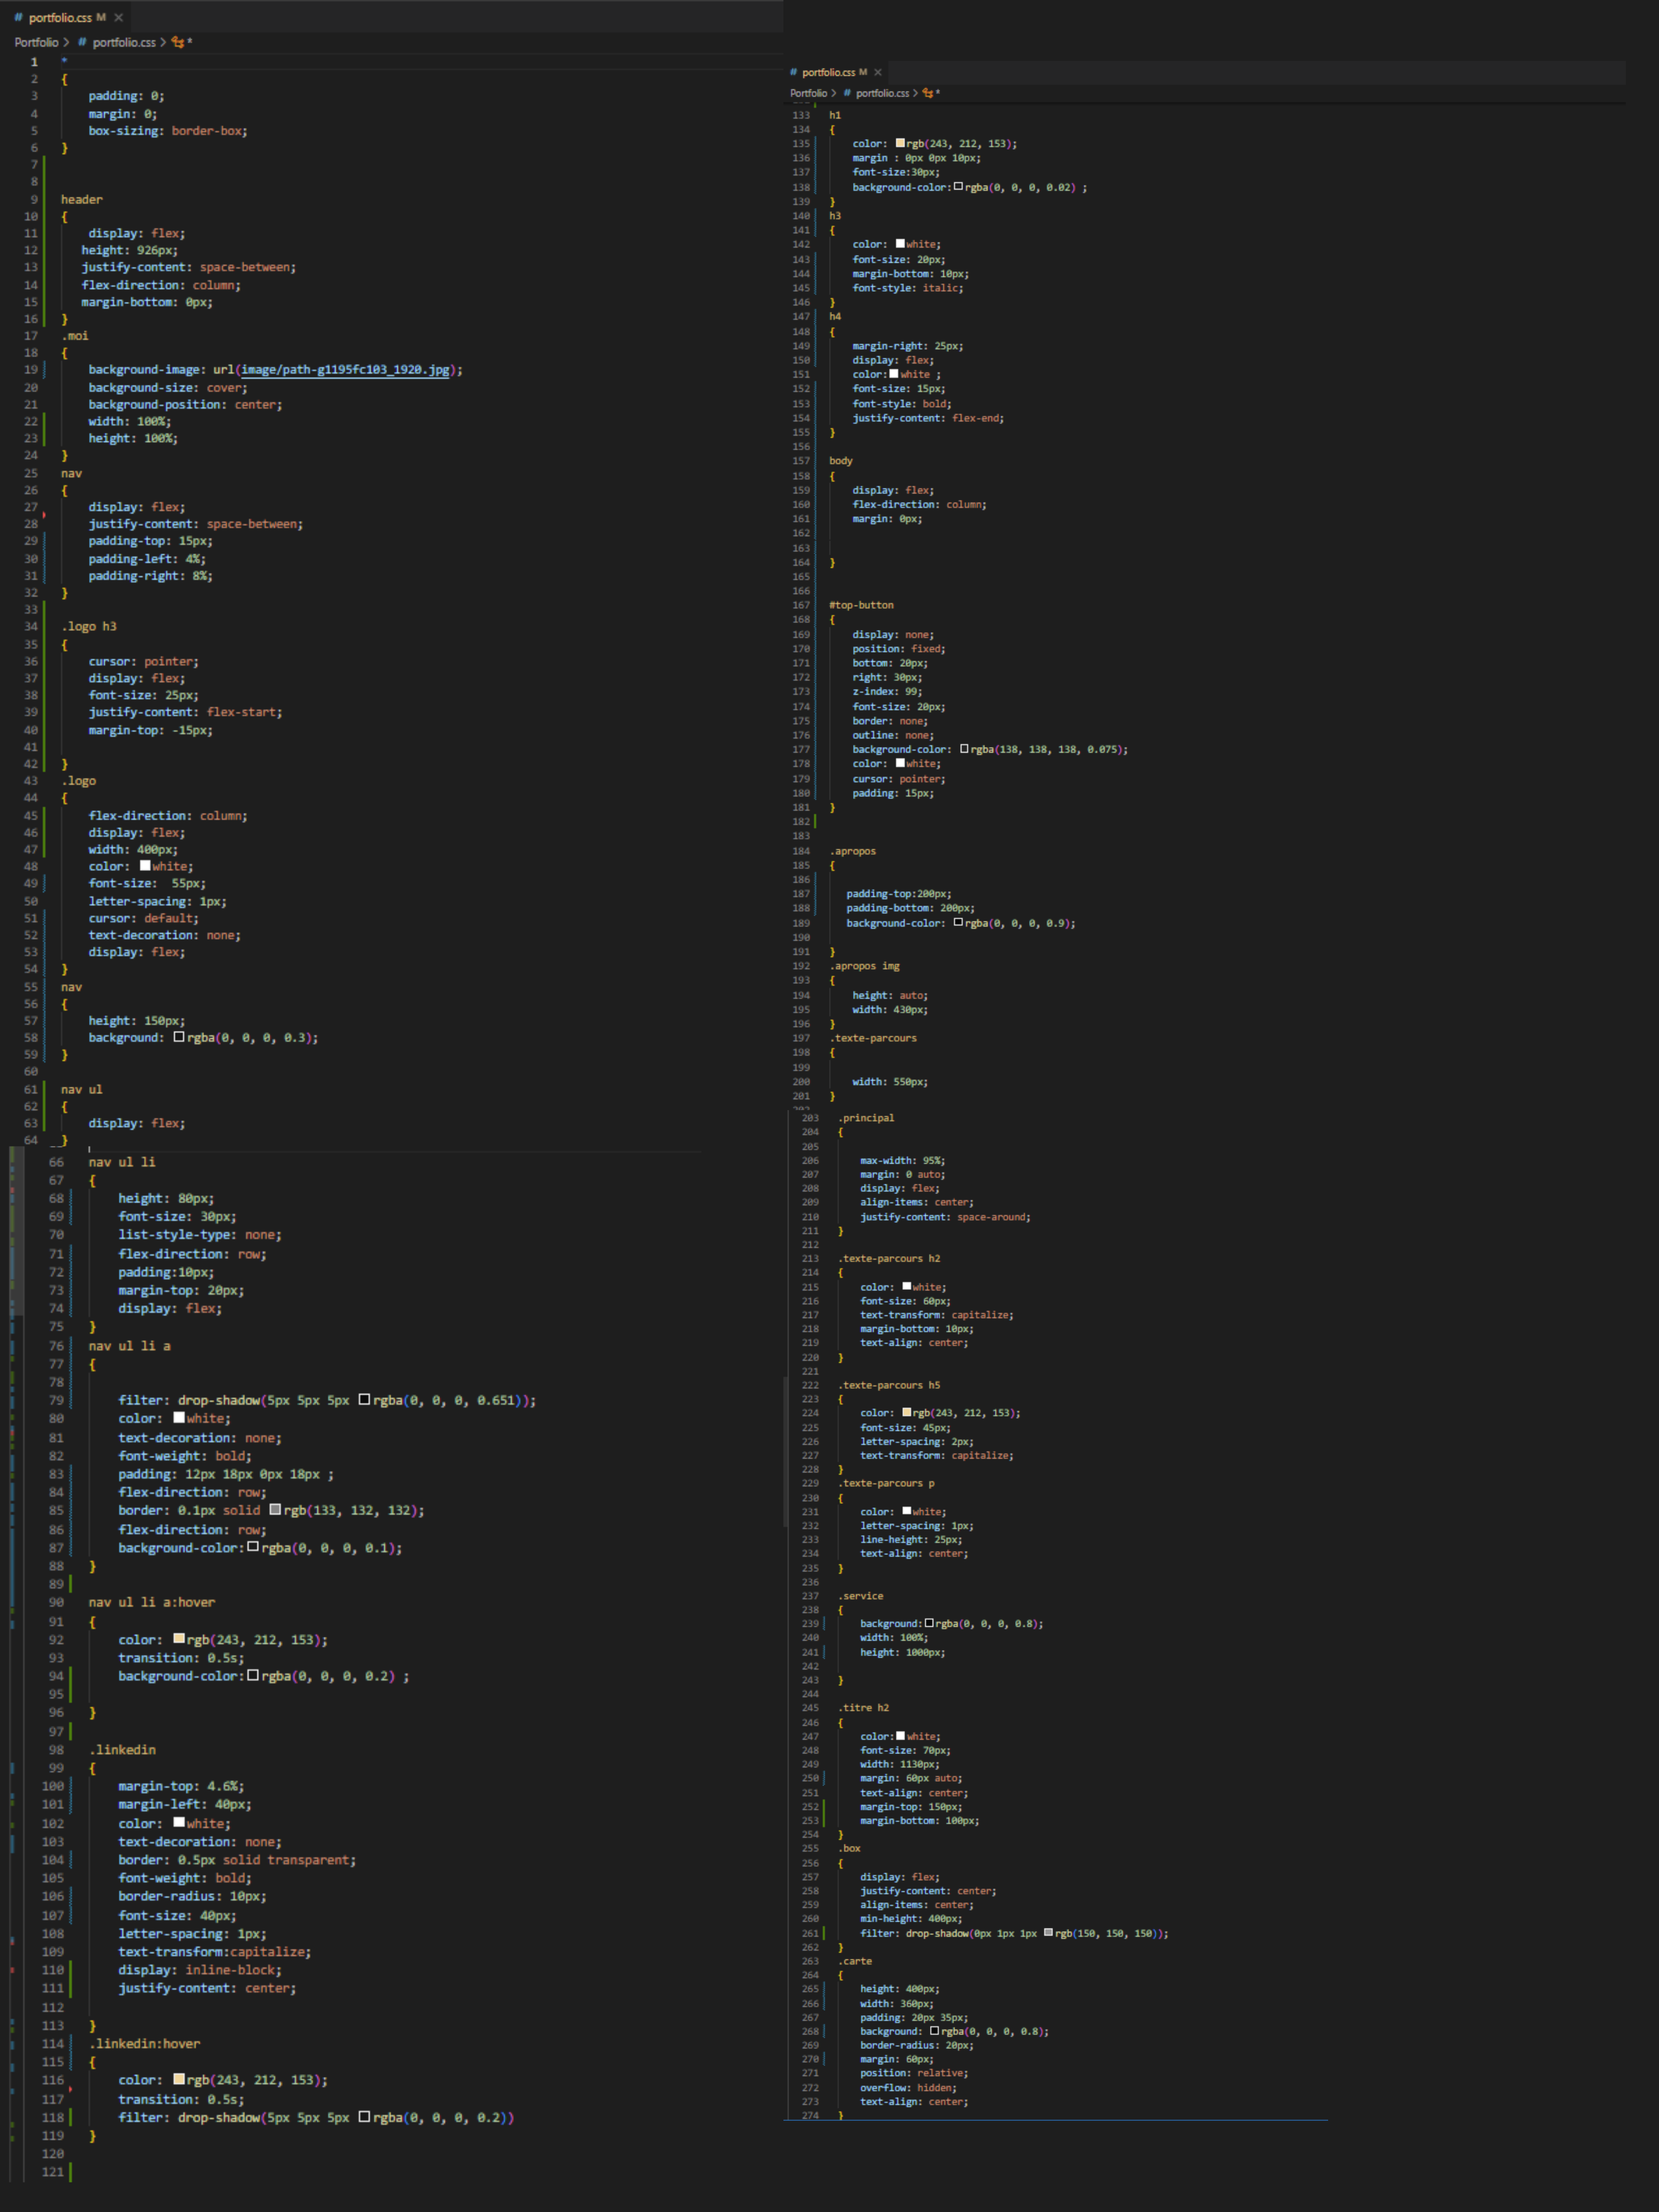 # portfolio.css M ×
Portfolio > # portfolio.css > *
1 *
2 {
3 padding: 0;
4 margin: 0;
5 box-sizing: border-box;
6 }
7
8
9 header
10 {
11 display: flex;
12 height: 926px;
13 justify-content: space-between;
14 flex-direction: column;
15 margin-bottom: 0px;
16 }
17 .moi
18 {
19 background-image: url(image/path-g1195fc103_1920.jpg);
20 background-size: cover;
21 background-position: center;
22 width: 100%;
23 height: 100%;
24 }
25 nav
26 {
27 display: flex;
28 justify-content: space-between;
29 padding-top: 15px;
30 padding-left: 4%;
31 padding-right: 8%;
32 }
33
34 .logo h3
35 {
36 cursor: pointer;
37 display: flex;
38 font-size: 25px;
39 justify-content: flex-start;
40 margin-top: -15px;
41
42 }
43 .logo
44 {
45 flex-direction: column;
46 display: flex;
47 width: 400px;
48 color: white;
49 font-size:  55px;
50 letter-spacing: 1px;
51 cursor: default;
52 text-decoration: none;
53 display: flex;
54 }
55 nav
56 {
57 height: 150px;
58 background: rgba(0, 0, 0, 0.3);
59 }
60
61 nav ul
62 {
63 display: flex;
64 }
66 nav ul li
67 {
68 height: 80px;
69 font-size: 30px;
70 list-style-type: none;
71 flex-direction: row;
72 padding:10px;
73 margin-top: 20px;
74 display: flex;
75 }
76 nav ul li a
77 {
78
79 filter: drop-shadow(5px 5px 5px rgba(0, 0, 0, 0.651));
80 color: white;
81 text-decoration: none;
82 font-weight: bold;
83 padding: 12px 18px 0px 18px ;
84 flex-direction: row;
85 border: 0.1px solid rgb(133, 132, 132);
86 flex-direction: row;
87 background-color:rgba(0, 0, 0, 0.1);
88 }
89
90 nav ul li a:hover
91 {
92 color: rgb(243, 212, 153);
93 transition: 0.5s;
94 background-color:rgba(0, 0, 0, 0.2) ;
95
96 }
97
98 .linkedin
99 {
100 margin-top: 4.6%;
101 margin-left: 40px;
102 color: white;
103 text-decoration: none;
104 border: 0.5px solid transparent;
105 font-weight: bold;
106 border-radius: 10px;
107 font-size: 40px;
108 letter-spacing: 1px;
109 text-transform:capitalize;
110 display: inline-block;
111 justify-content: center;
112
113 }
114 .linkedin:hover
115 {
116 color: rgb(243, 212, 153);
117 transition: 0.5s;
118 filter: drop-shadow(5px 5px 5px rgba(0, 0, 0, 0.2))
119 }
120
121
# portfolio.css M ×
Portfolio > # portfolio.css > *
133 h1
134 {
135 color: rgb(243, 212, 153);
136 margin : 0px 0px 10px;
137 font-size:30px;
138 background-color:rgba(0, 0, 0, 0.02) ;
139 }
140 h3
141 {
142 color: white;
143 font-size: 20px;
144 margin-bottom: 10px;
145 font-style: italic;
146 }
147 h4
148 {
149 margin-right: 25px;
150 display: flex;
151 color:white ;
152 font-size: 15px;
153 font-style: bold;
154 justify-content: flex-end;
155 }
156
157 body
158 {
159 display: flex;
160 flex-direction: column;
161 margin: 0px;
162
163
164 }
165
166
167 #top-button
168 {
169 display: none;
170 position: fixed;
171 bottom: 20px;
172 right: 30px;
173 z-index: 99;
174 font-size: 20px;
175 border: none;
176 outline: none;
177 background-color: rgba(138, 138, 138, 0.075);
178 color: white;
179 cursor: pointer;
180 padding: 15px;
181 }
182
183
184 .apropos
185 {
186
187 padding-top:200px;
188 padding-bottom: 200px;
189 background-color: rgba(0, 0, 0, 0.9);
190
191 }
192 .apropos img
193 {
194 height: auto;
195 width: 430px;
196 }
197 .texte-parcours
198 {
199
200 width: 550px;
201 }
203 .principal
204 {
205
206 max-width: 95%;
207 margin: 0 auto;
208 display: flex;
209 align-items: center;
210 justify-content: space-around;
211 }
212
213 .texte-parcours h2
214 {
215 color: white;
216 font-size: 60px;
217 text-transform: capitalize;
218 margin-bottom: 10px;
219 text-align: center;
220 }
221
222 .texte-parcours h5
223 {
224 color: rgb(243, 212, 153);
225 font-size: 45px;
226 letter-spacing: 2px;
227 text-transform: capitalize;
228 }
229 .texte-parcours p
230 {
231 color: white;
232 letter-spacing: 1px;
233 line-height: 25px;
234 text-align: center;
235 }
236
237 .service
238 {
239 background:rgba(0, 0, 0, 0.8);
240 width: 100%;
241 height: 1000px;
242
243 }
244
245 .titre h2
246 {
247 color:white;
248 font-size: 70px;
249 width: 1130px;
250 margin: 60px auto;
251 text-align: center;
252 margin-top: 150px;
253 margin-bottom: 100px;
254 }
255 .box
256 {
257 display: flex;
258 justify-content: center;
259 align-items: center;
260 min-height: 400px;
261 filter: drop-shadow(0px 1px 1px rgb(150, 150, 150));
262 }
263 .carte
264 {
265 height: 400px;
266 width: 360px;
267 padding: 20px 35px;
268 background: rgba(0, 0, 0, 0.8);
269 border-radius: 20px;
270 margin: 60px;
271 position: relative;
272 overflow: hidden;
273 text-align: center;
274 }